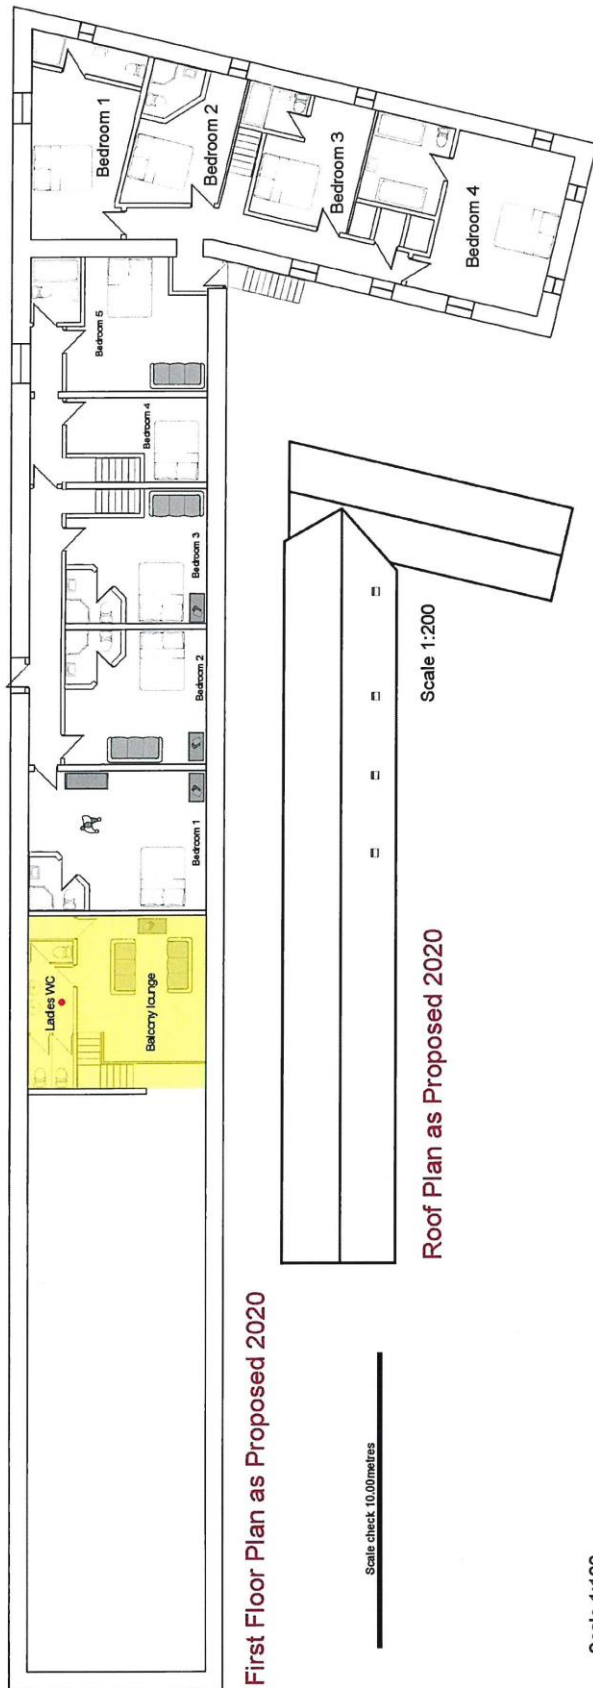 Bedroom 1
Bedroom 2
Bedroom 3
Bedroom 4
Bedroom 5
Bedroom 4
Bedroom 3
Bedroom 2
Bedroom 1
Ladies WC
Balcony lounge
First Floor Plan as Proposed 2020
Scale 1:200
Roof Plan as Proposed 2020
Scale check 10.00metres